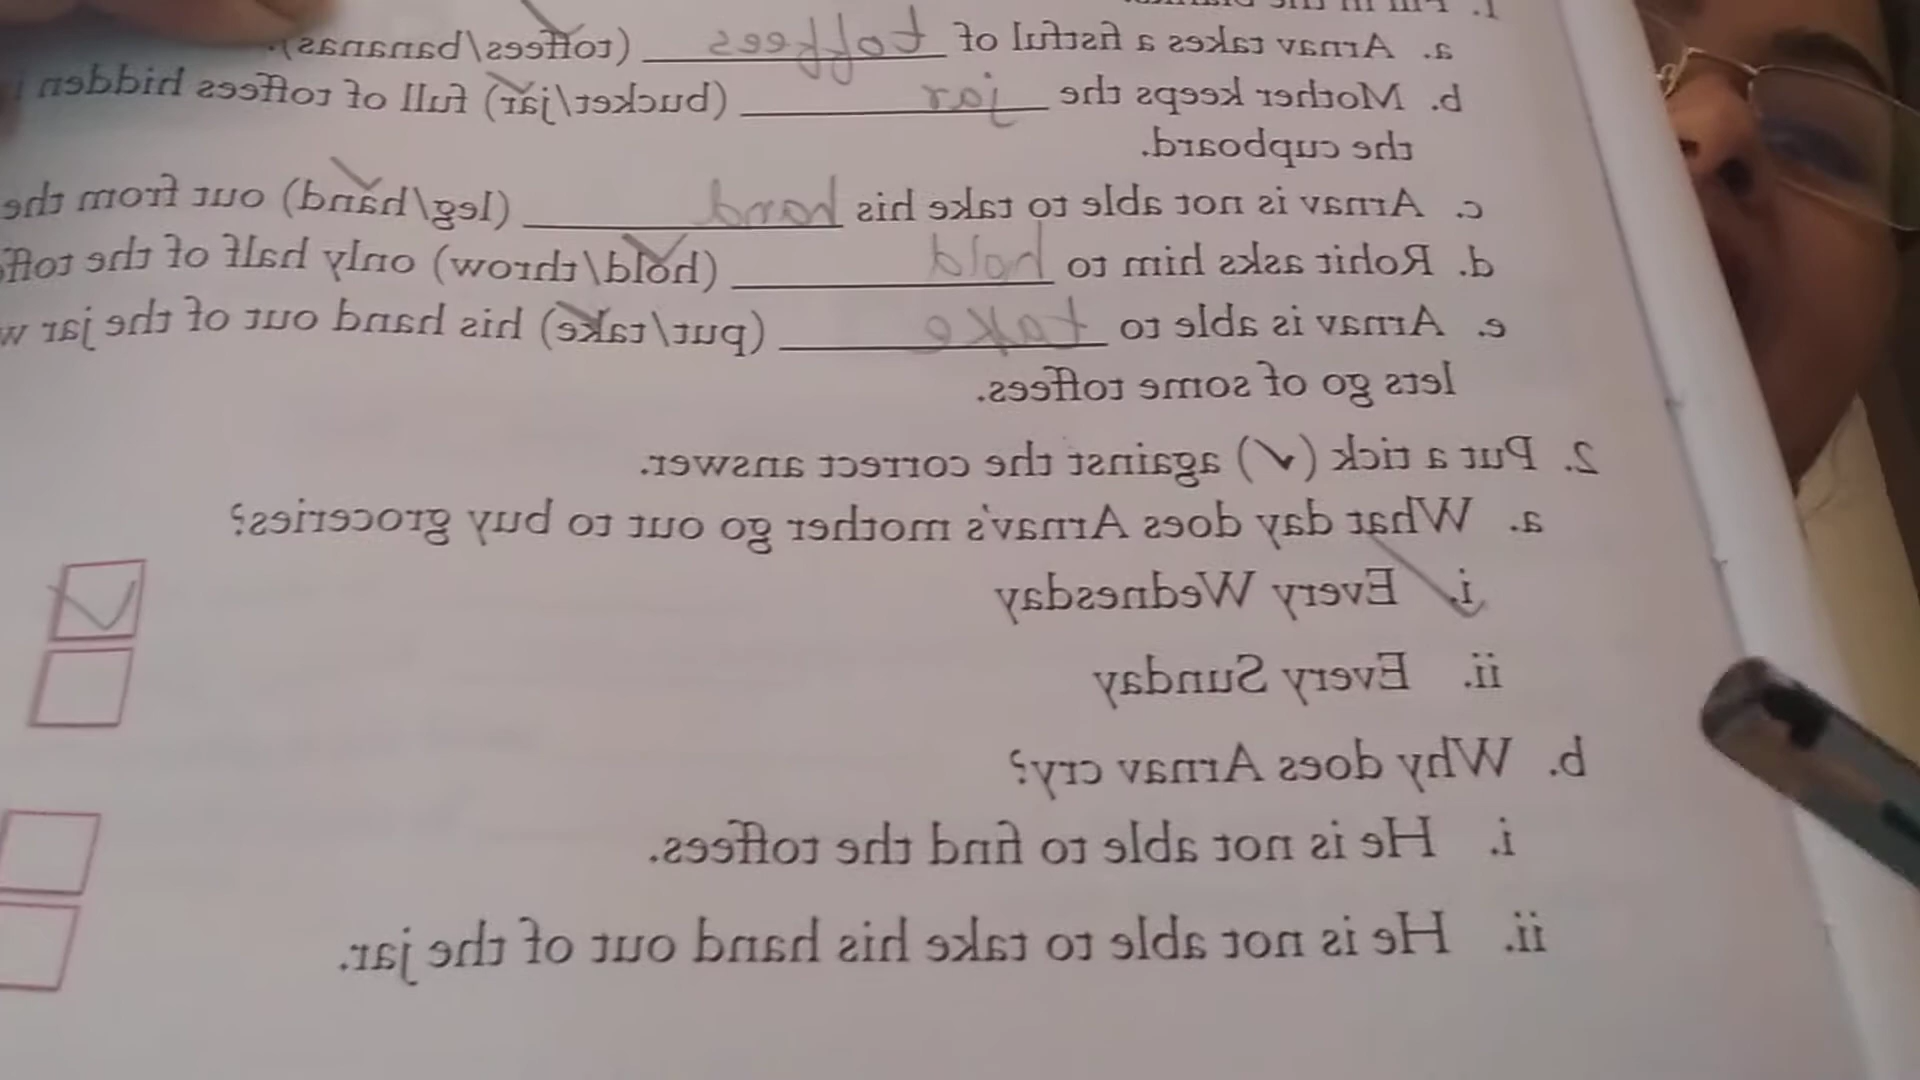 1. Fill in the blanks.
a. Arnav takes a fistful of toffees (toffees/bananas).
b. Mother keeps the jar (bucket/jar) full of toffees hidden
the cupboard.
c. Arnav is not able to take his hand (leg/hand) out from the
d. Rohit asks him to hold (hold/throw) only half of the toff
e. Arnav is able to take (put/take) his hand out of the jar w
lets go of some toffees.
2. Put a tick (✓) against the correct answer.
a. What day does Arnav's mother go out to buy groceries?
i. Every Wednesday ✓
ii. Every Sunday
b. Why does Arnav cry?
i. He is not able to find the toffees.
ii. He is not able to take his hand out of the jar.